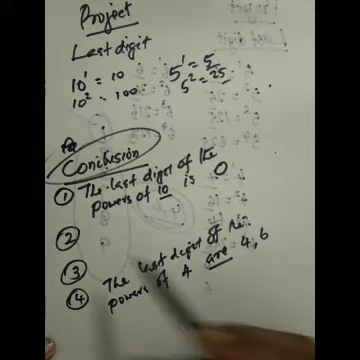 Project
Last digit
10¹ = 10 5¹ = 5
10² = 100 5² = 25
Conclusion
① The last digit of the
powers of 10 is 0
②
③ The last digit of the
④ powers of 4 are 4, 6